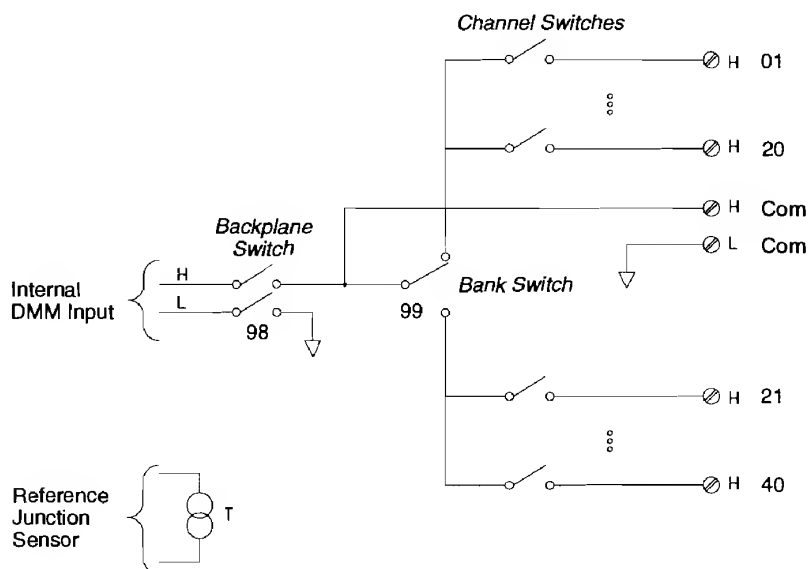 Channel Switches
H 01
H 20
H Com
L Com
Backplane
Switch
Internal
DMM Input
H
L
98
99
Bank Switch
H 21
H 40
Reference
Junction
Sensor
T